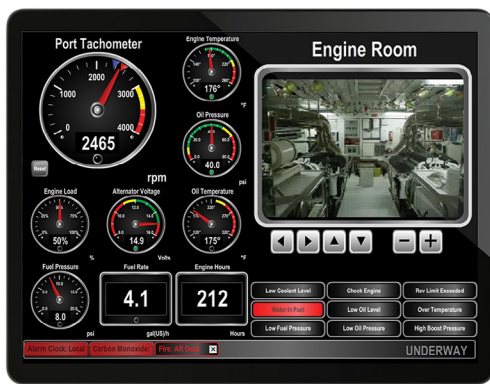 Port Tachometer
1000
2000
3000
0
4000
2465
rpm
Reset
Engine Temperature
176°
°F
Oil Pressure
40.0
psi
Engine Load
50%
%
Alternator Voltage
12.0
14.9
Volts
Oil Temperature
175°
°F
Fuel Pressure
8.0
psi
Fuel Rate
4.1
gal(US)/h
Engine Hours
212
Hours
Engine Room
Low Coolant Level
Check Engine
Rev Limit Exceeded
Water In Fuel
Low Oil Level
Over Temperature
Low Fuel Pressure
Low Oil Pressure
High Boost Pressure
Alarm Clock: Local
Carbon Monoxide:
Fire: Aft Deck
UNDERWAY